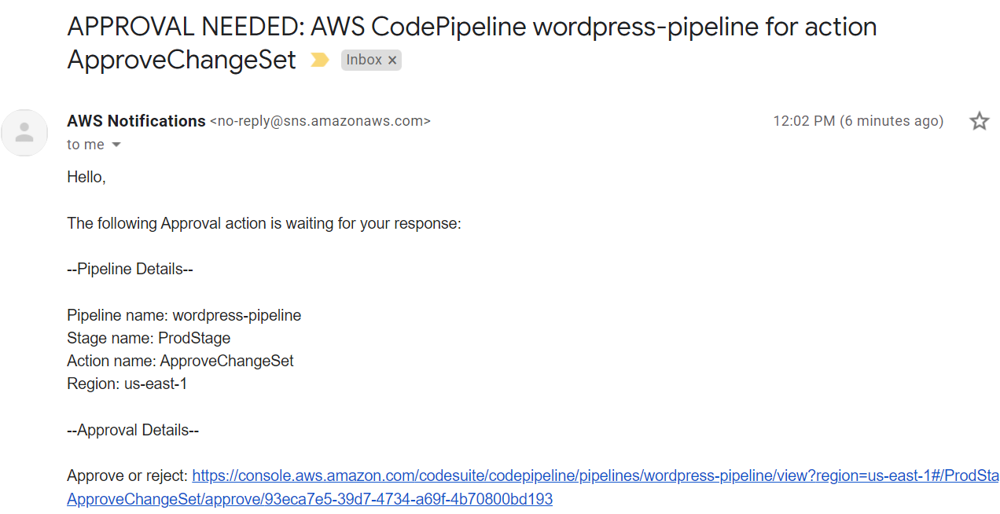 APPROVAL NEEDED: AWS CodePipeline wordpress-pipeline for action
ApproveChangeSet Inbox ×
AWS Notifications <no-reply@sns.amazonaws.com> 12:02 PM (6 minutes ago)
to me
Hello,
The following Approval action is waiting for your response:
--Pipeline Details--
Pipeline name: wordpress-pipeline
Stage name: ProdStage
Action name: ApproveChangeSet
Region: us-east-1
--Approval Details--
Approve or reject: https://console.aws.amazon.com/codesuite/codepipeline/pipelines/wordpress-pipeline/view?region=us-east-1#/ProdSta
ApproveChangeSet/approve/93eca7e5-39d7-4734-a69f-4b70800bd193